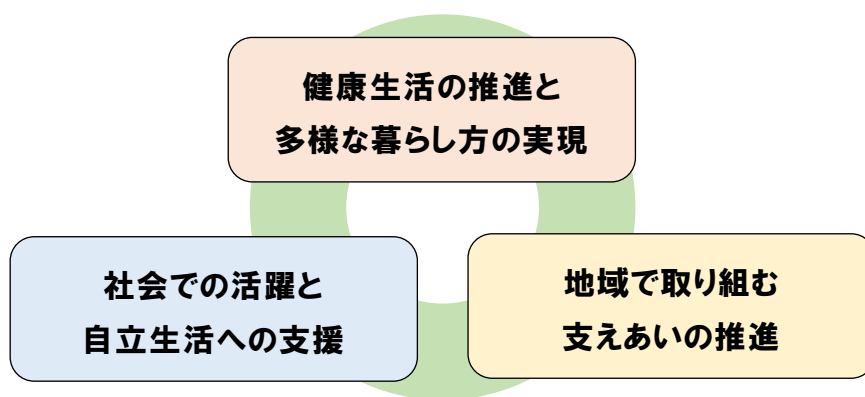 健康生活の推進と
多様な暮らし方の実現
社会での活躍と
自立生活への支援
地域で取り組む
支えあいの推進